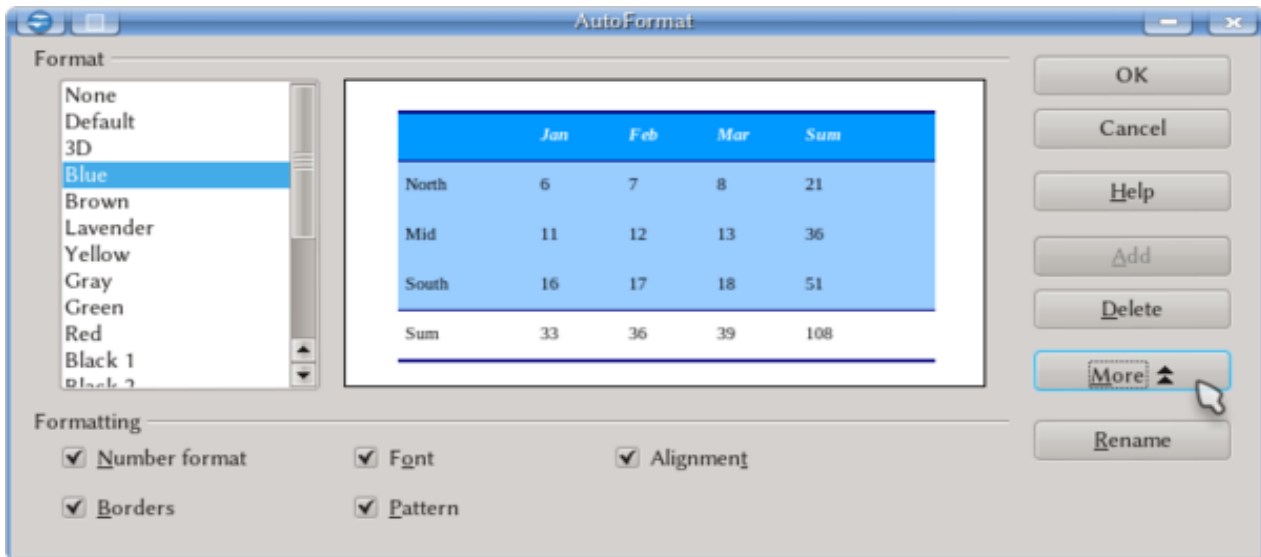 AutoFormat
Format
None
Default
3D
Blue
Brown
Lavender
Yellow
Gray
Green
Red
Black 1
Black 2
Jan Feb Mar Sum
North 6 7 8 21
Mid 11 12 13 36
South 16 17 18 51
Sum 33 36 39 108
OK
Cancel
Help
Add
Delete
More
Rename
Formatting
Number format Font Alignment
Borders Pattern